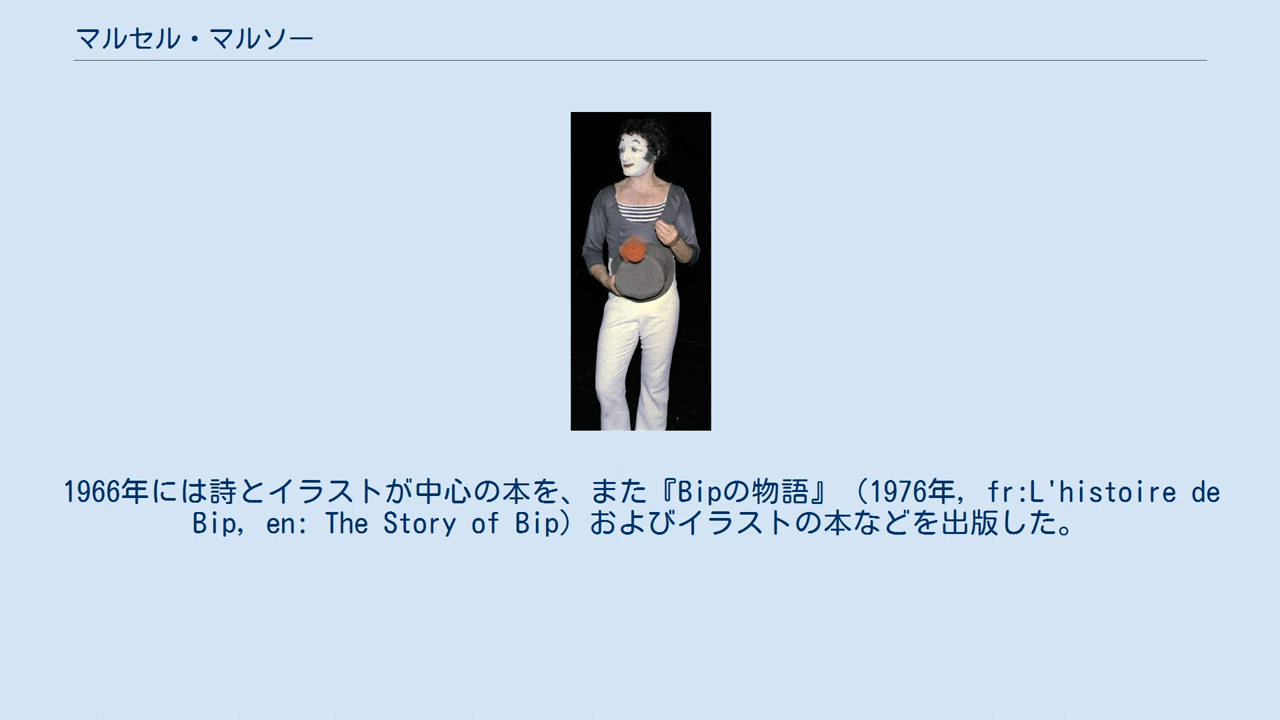 マルセル・マルソー
1966年には詩とイラストが中心の本を、また『Bipの物語』（1976年, fr:L'histoire de
Bip, en: The Story of Bip）およびイラストの本などを出版した。